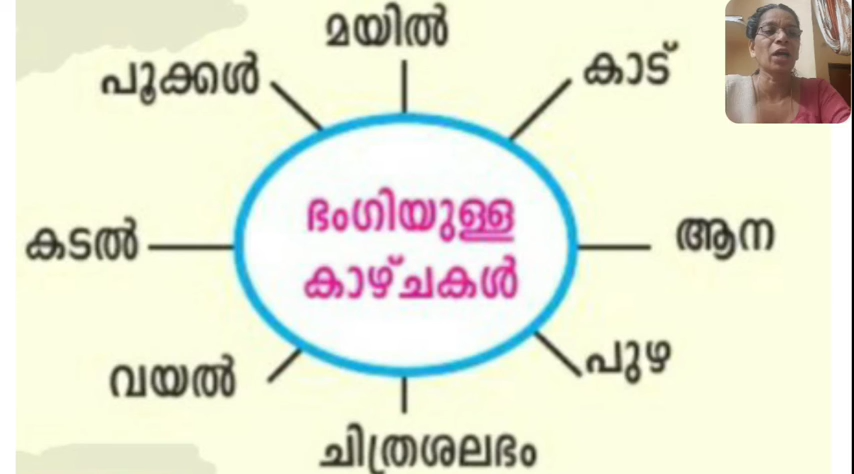 മയിൽ
പൂക്കൾ
കാട്
ഭംഗിയുള്ള
കാഴ്ചകൾ
കടൽ
ആന
വയൽ
പുഴ
ചിത്രശലഭം